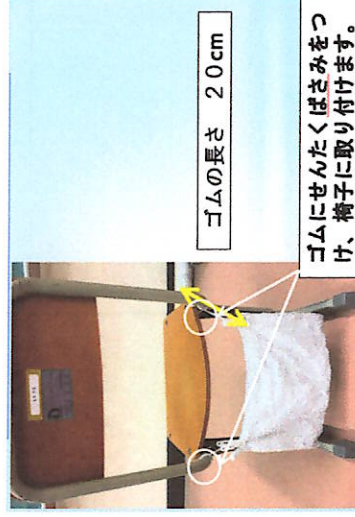 ゴムの長さ　２０cm
ゴムにせんたくばさみをつ
け、椅子に取り付けます。